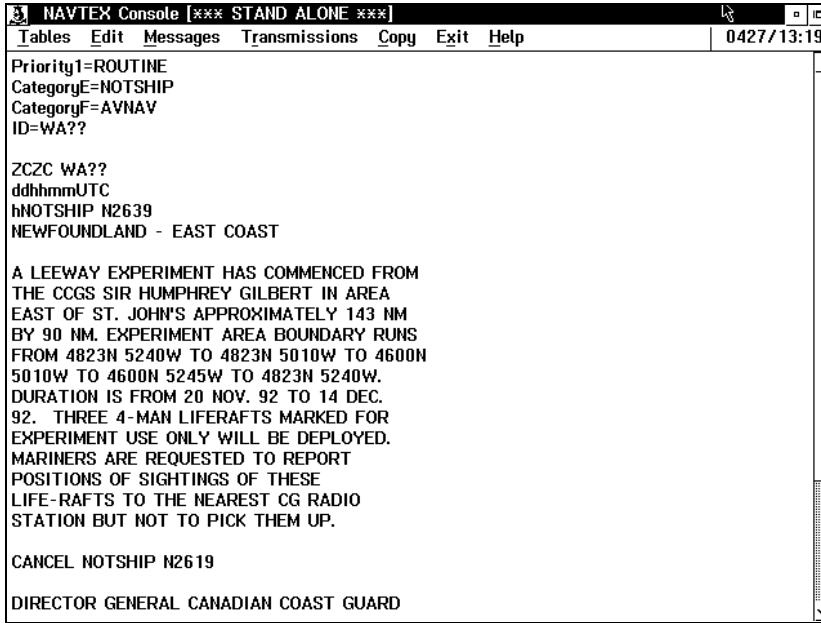 NAVTEX Console [*** STAND ALONE ***]
Tables Edit Messages Transmissions Copy Exit Help 0427/13:19
Priority1=ROUTINE
CategoryE=NOTSHIP
CategoryF=AVNAV
ID=WA??
ZCZC WA??
ddhhmmUTC
hNOTSHIP N2639
NEWFOUNDLAND - EAST COAST
A LEEWAY EXPERIMENT HAS COMMENCED FROM
THE CCGS SIR HUMPHREY GILBERT IN AREA
EAST OF ST. JOHN'S APPROXIMATELY 143 NM
BY 90 NM. EXPERIMENT AREA BOUNDARY RUNS
FROM 4823N 5240W TO 4823N 5010W TO 4600N
5010W TO 4600N 5245W TO 4823N 5240W.
DURATION IS FROM 20 NOV. 92 TO 14 DEC.
92. THREE 4-MAN LIFERAFTS MARKED FOR
EXPERIMENT USE ONLY WILL BE DEPLOYED.
MARINERS ARE REQUESTED TO REPORT
POSITIONS OF SIGHTINGS OF THESE
LIFE-RAFTS TO THE NEAREST CG RADIO
STATION BUT NOT TO PICK THEM UP.
CANCEL NOTSHIP N2619
DIRECTOR GENERAL CANADIAN COAST GUARD